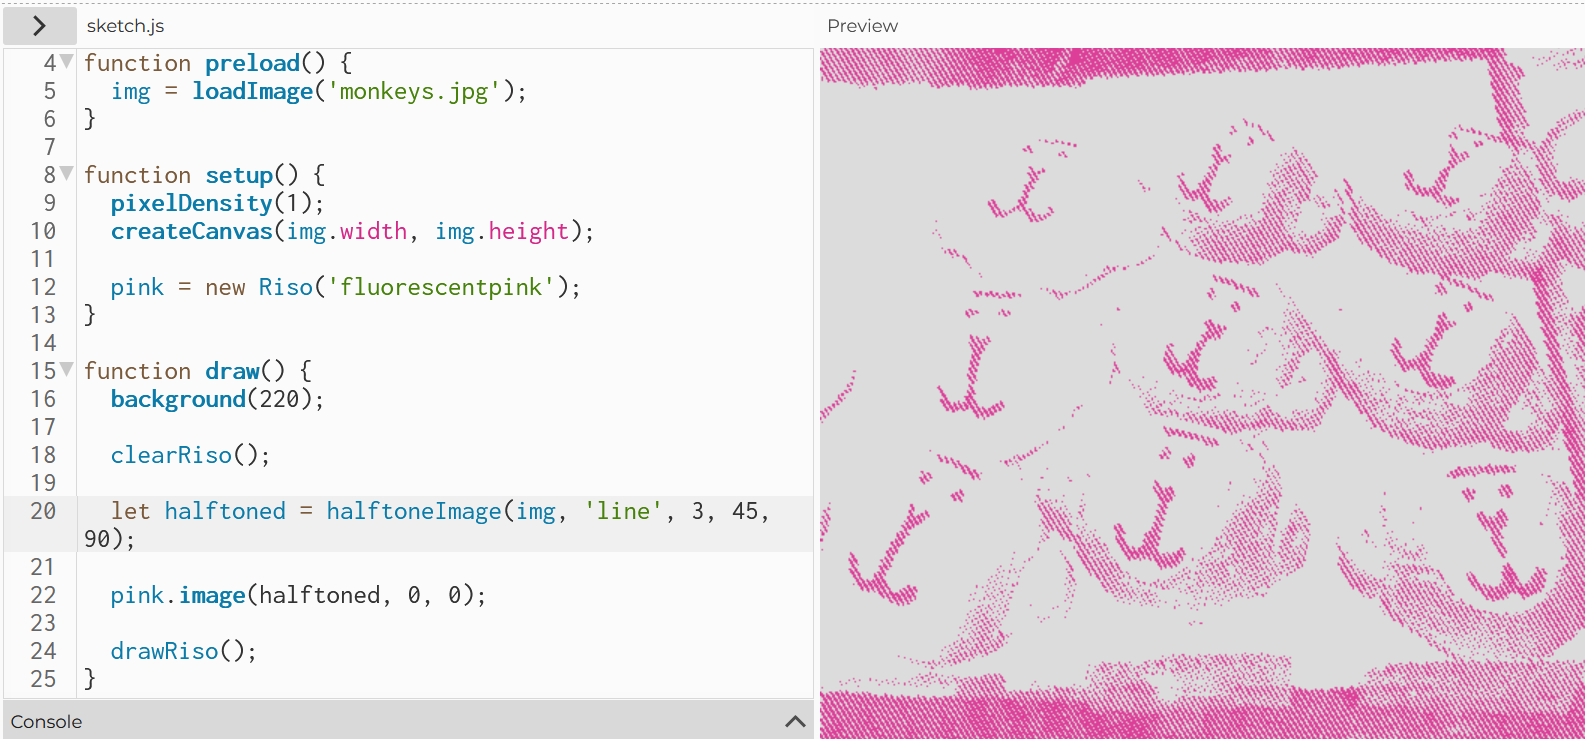 sketch.js
Preview
4 function preload() {
5 img = loadImage('monkeys.jpg');
6 }
7
8 function setup() {
9 pixelDensity(1);
10 createCanvas(img.width, img.height);
11
12 pink = new Riso('fluorescentpink');
13 }
14
15 function draw() {
16 background(220);
17
18 clearRiso();
19
20 let halftoned = halftoneImage(img, 'line', 3, 45,
90);
21
22 pink.image(halftoned, 0, 0);
23
24 drawRiso();
25 }
Console